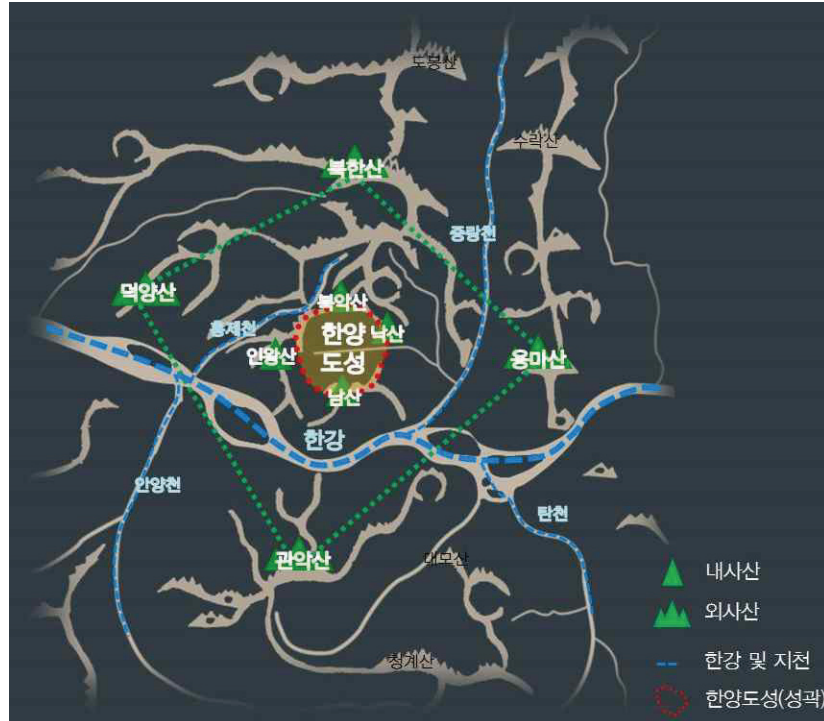 도봉산
수락산
북한산
중랑천
덕양산
북악산
홍제천
한양
도성
낙산
인왕산
용마산
남산
한강
안양천
탄천
관악산
대모산
청계산
내사산
외사산
한강 및 지천
한양도성(성곽)